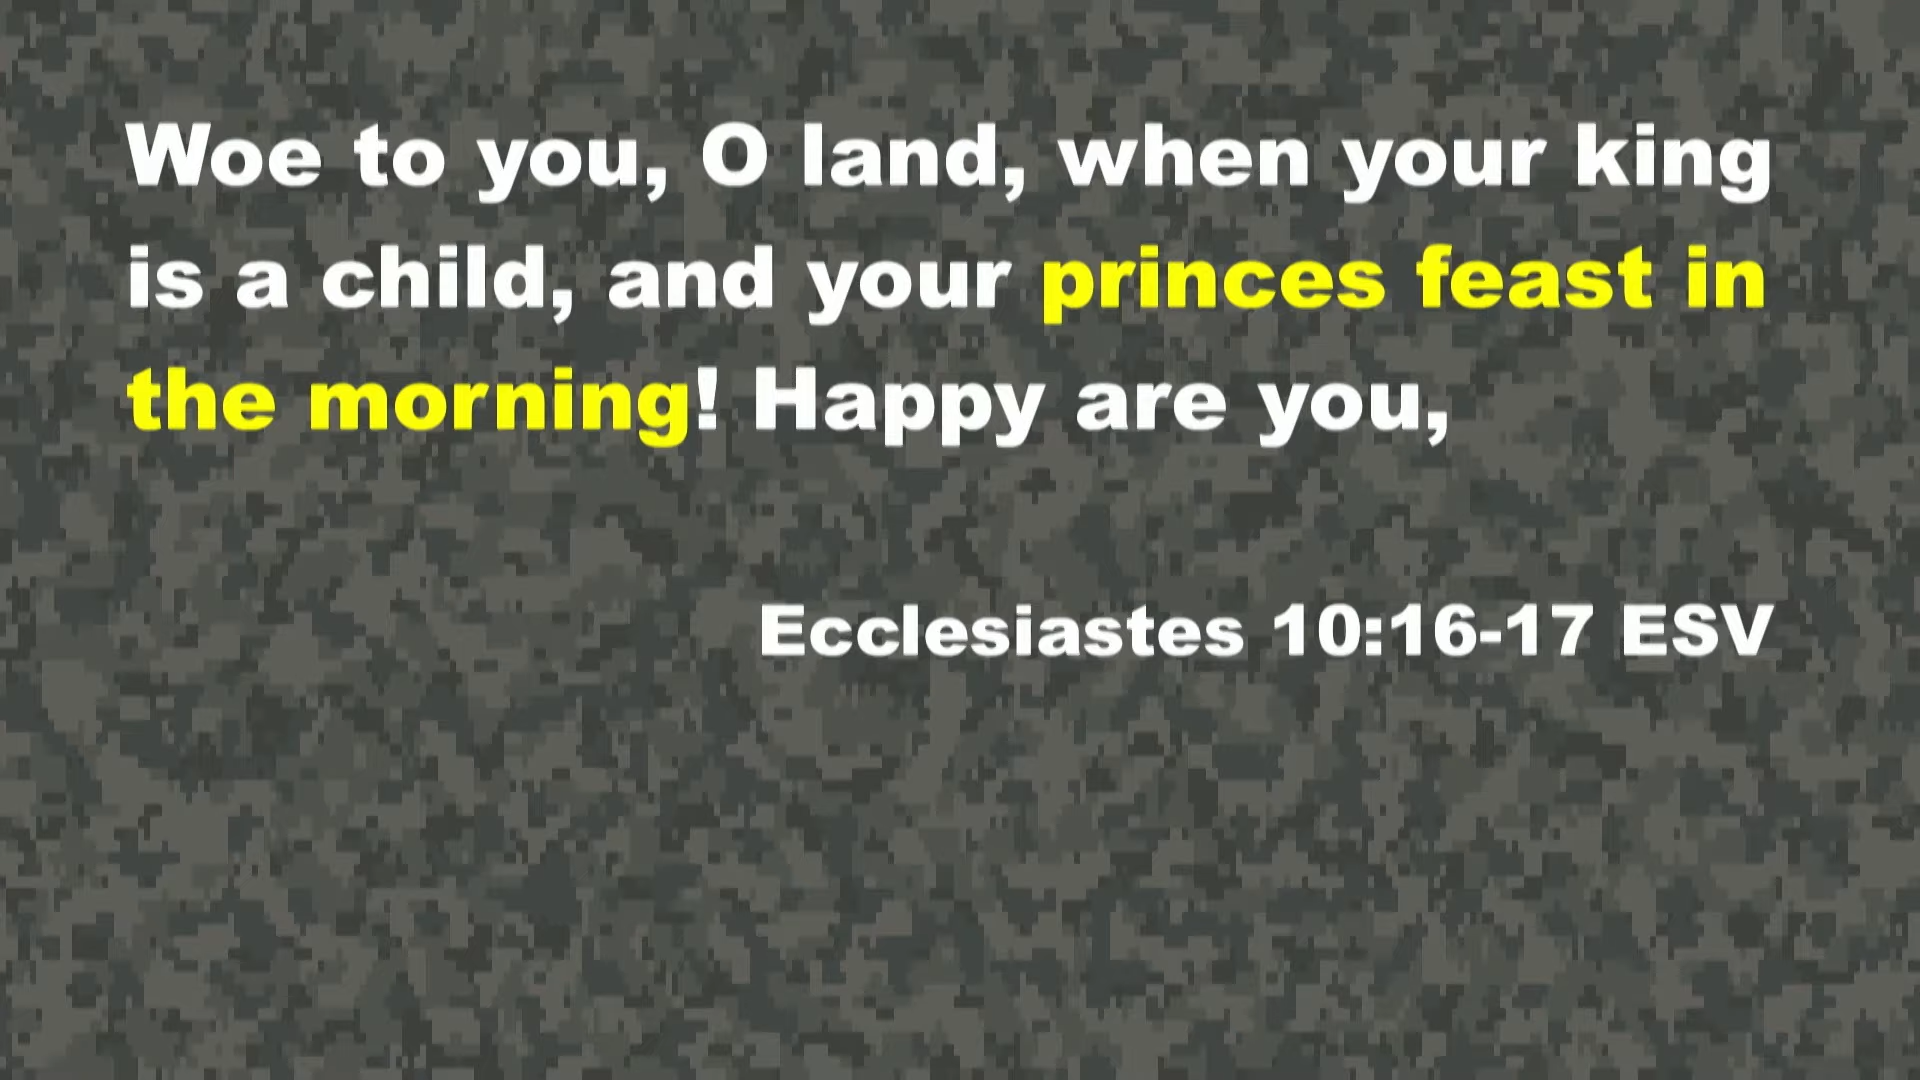 Woe to you, O land, when your king
is a child, and your princes feast in
the morning! Happy are you,
Ecclesiastes 10:16-17 ESV